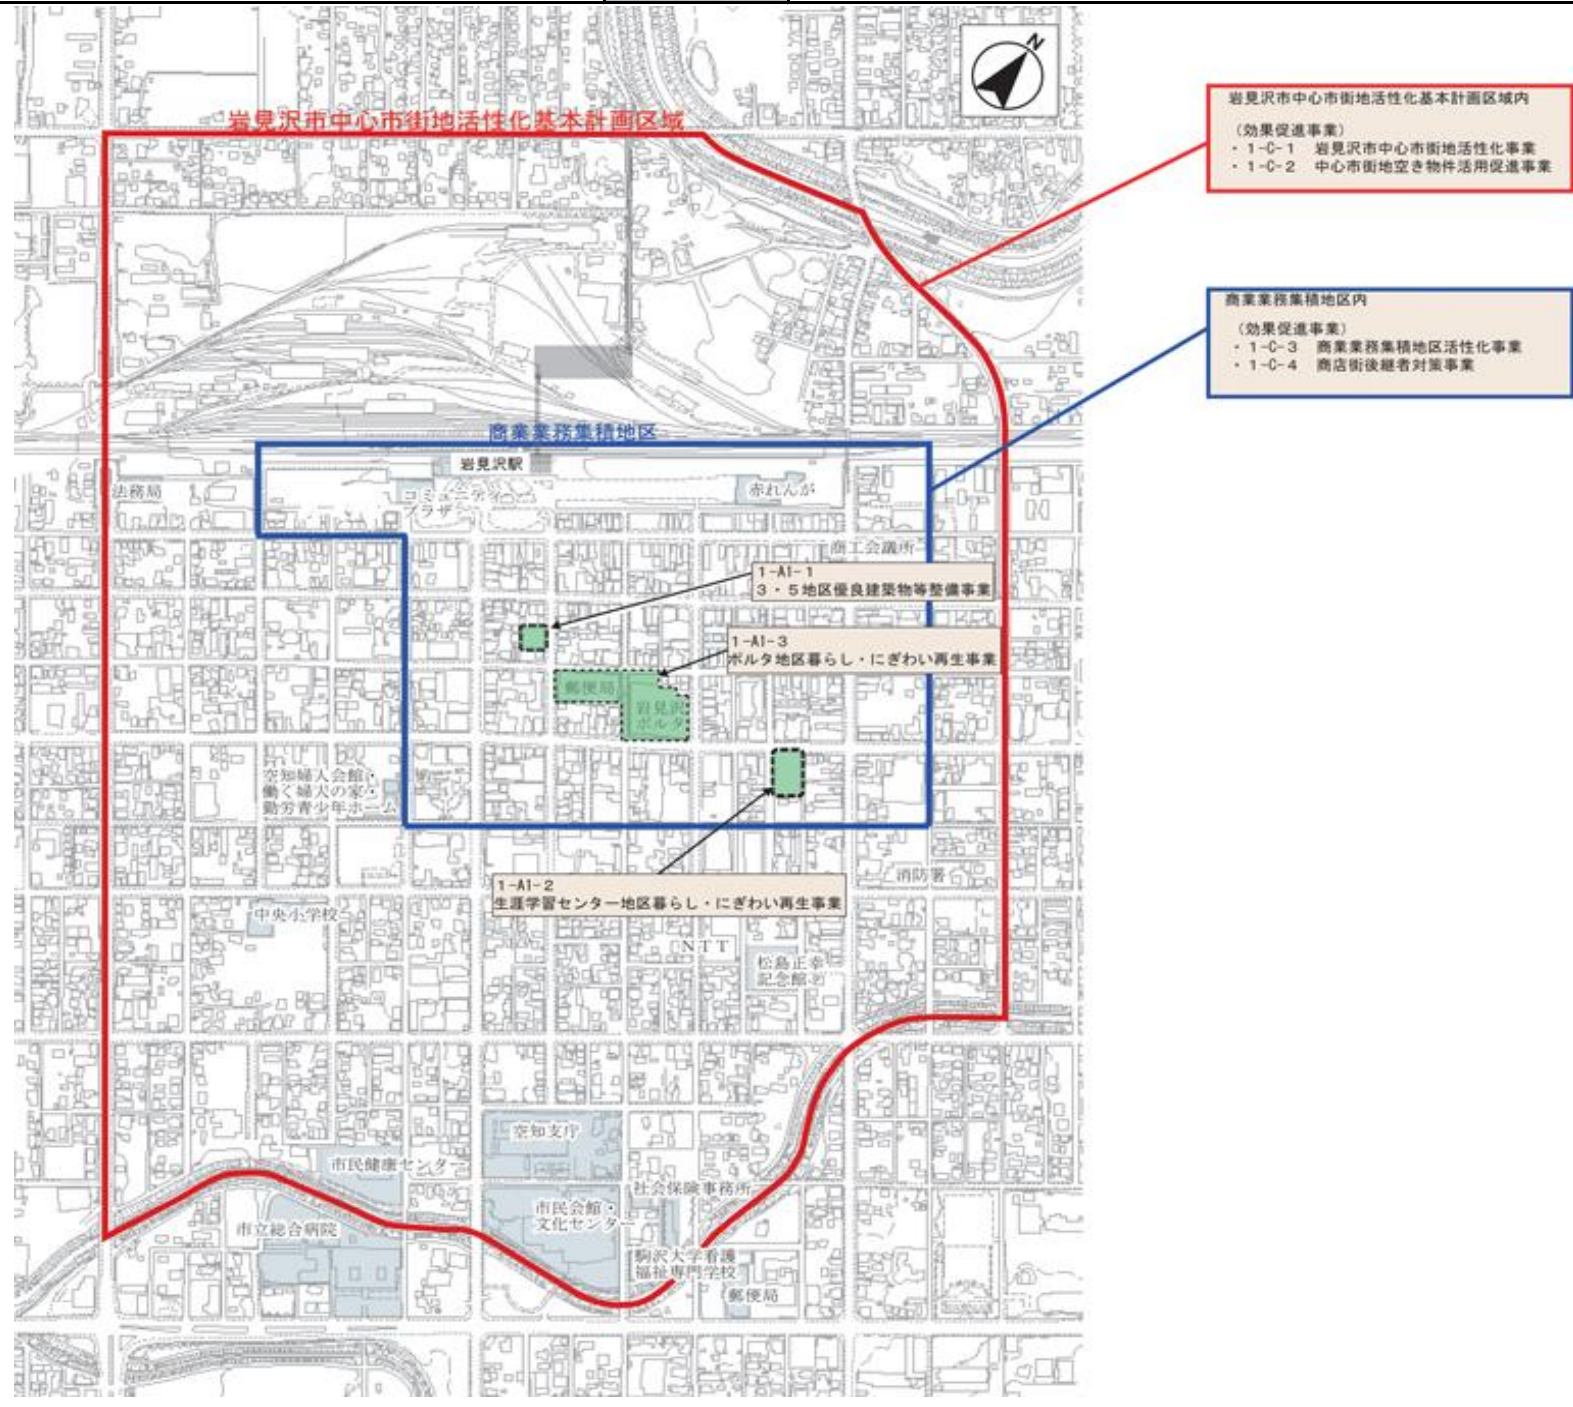 N
岩見沢市中心市街地活性化基本計画区域内
（効果促進事業）
・１-C-１　岩見沢市中心市街地活性化事業
・１-C-２　中心市街地空き物件活用促進事業
岩見沢市中心市街地活性化基本計画区域
商業業務集積地区内
（効果促進事業）
・１-C-３　商業業務集積地区活性化事業
・１-C-４　商店街後継者対策事業
商業業務集積地区
岩見沢駅
法務局
コミュニティー
プラザ
赤れんが
商工会議所
１-A1-１
３・５地区優良建築物等整備事業
１-A1-３
ポルタ地区暮らし・にぎわい再生事業
郵便局
岩見沢
ポルタ
空知婦人会館・
働く婦人の家・
勤労青少年ホーム
消防署
１-A1-２
生涯学習センター地区暮らし・にぎわい再生事業
中央小学校
ＮＴＴ
松島正幸
記念館
空知支庁
市民健康センター
社会保険事務所
市民会館・
文化センター
市立総合病院
駒沢大学看護
福祉専門学校
郵便局